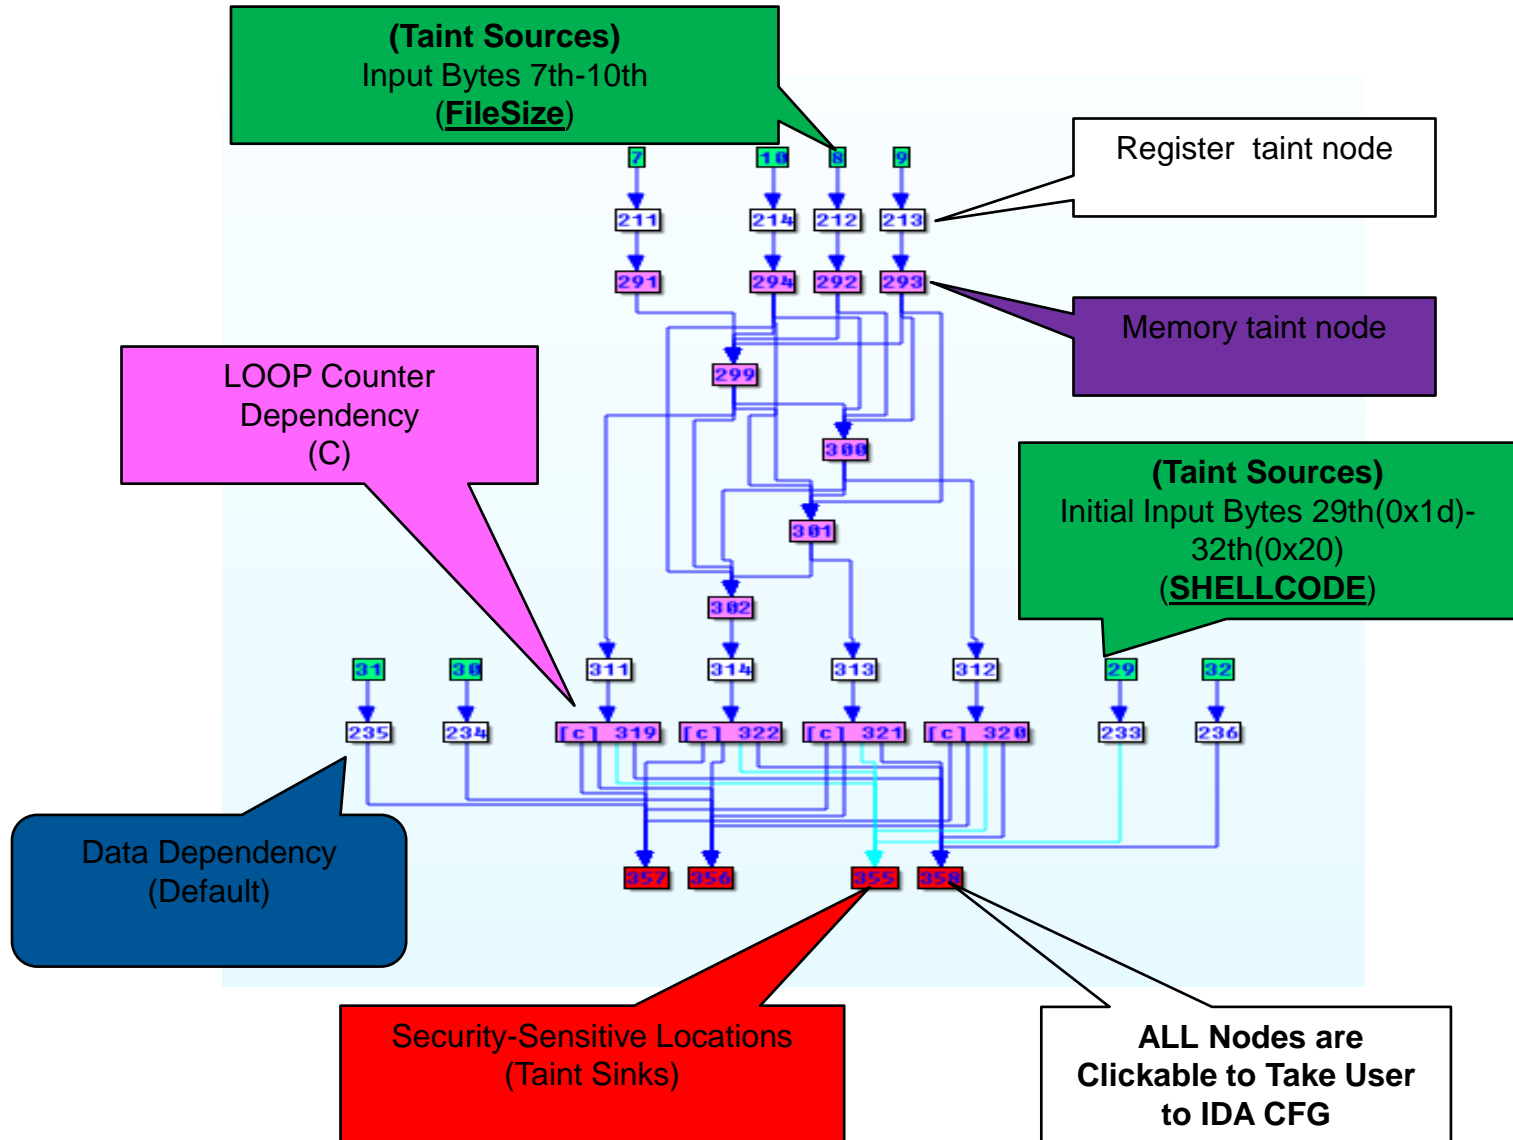 (Taint Sources)
Input Bytes 7th-10th
(FileSize)
7
10
8
9
Register  taint node
211
214
212
213
291
294
292
293
Memory taint node
LOOP Counter
Dependency
(C)
299
300
(Taint Sources)
Initial Input Bytes 29th(0x1d)-
32th(0x20)
(SHELLCODE)
301
302
31
30
311
314
313
312
29
32
235
234
[c] 319
[c] 322
[c] 321
[c] 320
233
236
Data Dependency
(Default)
357
356
355
358
Security-Sensitive Locations
(Taint Sinks)
ALL Nodes are
Clickable to Take User
to IDA CFG